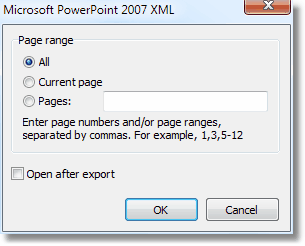 Microsoft PowerPoint 2007 XML
Page range
All
Current page
Pages:
Enter page numbers and/or page ranges,
separated by commas. For example, 1,3,5-12
Open after export
OK Cancel